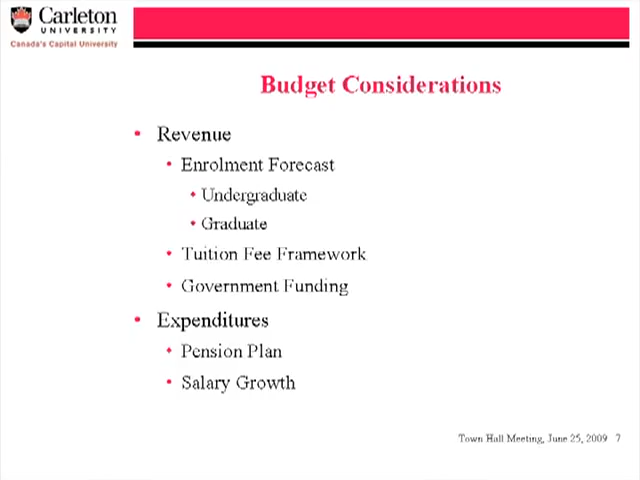 Carleton
UNIVERSITY
Canada's Capital University
Budget Considerations
• Revenue
• Enrolment Forecast
• Undergraduate
• Graduate
• Tuition Fee Framework
• Government Funding
• Expenditures
• Pension Plan
• Salary Growth
Town Hall Meeting, June 25, 2009 7